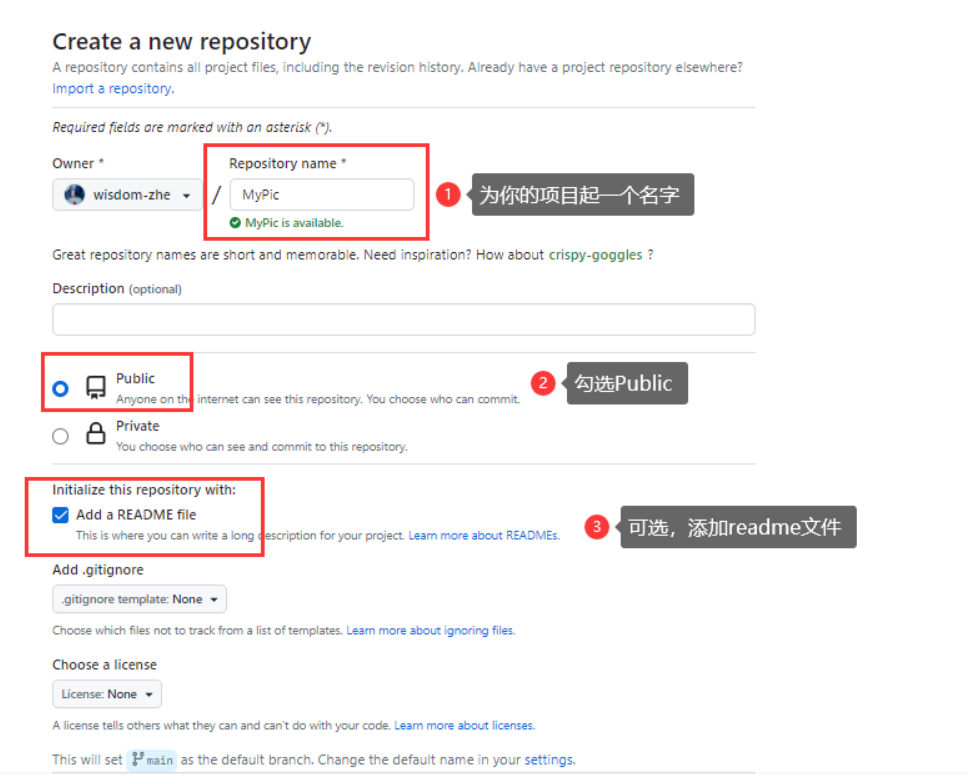 Create a new repository
A repository contains all project files, including the revision history. Already have a project repository elsewhere?
Import a repository.
Required fields are marked with an asterisk (*).
Owner *
Repository name *
wisdom-zhe
/
MyPic
1
为你的项目起一个名字
MyPic is available.
Great repository names are short and memorable. Need inspiration? How about crispy-goggles ?
Description (optional)
Public
Anyone on the internet can see this repository. You choose who can commit.
2
勾选Public
Private
You choose who can see and commit to this repository.
Initialize this repository with:
Add a README file
This is where you can write a long description for your project. Learn more about READMEs.
3
可选，添加readme文件
Add .gitignore
.gitignore template: None
Choose which files not to track from a list of templates. Learn more about ignoring files.
Choose a license
License: None
A license tells others what they can and can't do with your code. Learn more about licenses.
This will set main as the default branch. Change the default name in your settings.